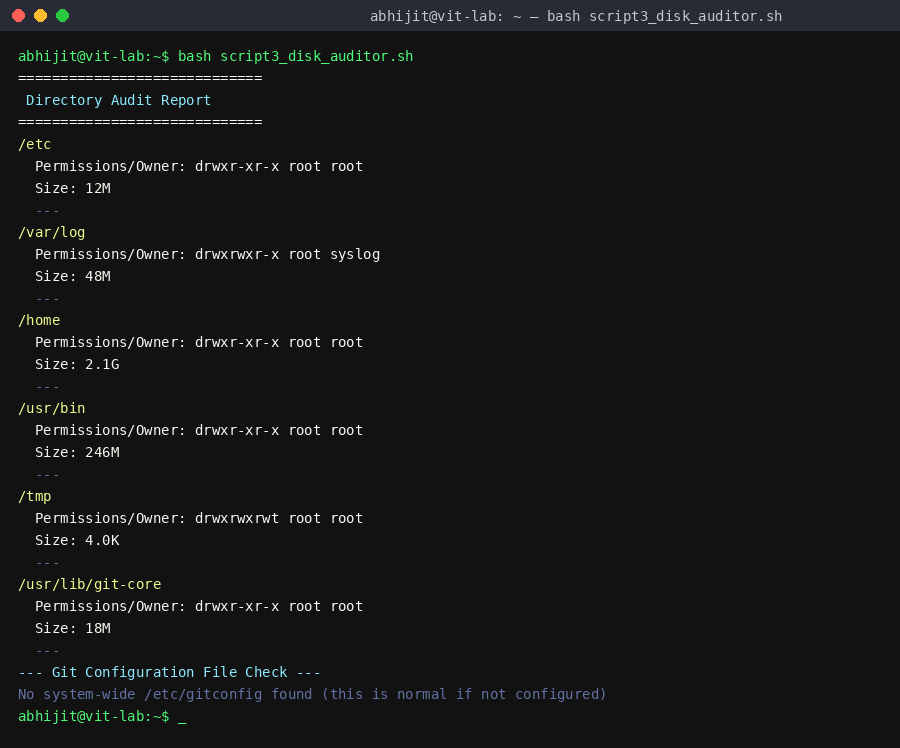 abhijit@vit-lab: ~ — bash script3_disk_auditor.sh
abhijit@vit-lab:~$ bash script3_disk_auditor.sh
=============================
 Directory Audit Report
=============================
/etc
  Permissions/Owner: drwxr-xr-x root root
  Size: 12M
  ---
/var/log
  Permissions/Owner: drwxrwxr-x root syslog
  Size: 48M
  ---
/home
  Permissions/Owner: drwxr-xr-x root root
  Size: 2.1G
  ---
/usr/bin
  Permissions/Owner: drwxr-xr-x root root
  Size: 246M
  ---
/tmp
  Permissions/Owner: drwxrwxrwt root root
  Size: 4.0K
  ---
/usr/lib/git-core
  Permissions/Owner: drwxr-xr-x root root
  Size: 18M
  ---
--- Git Configuration File Check ---
No system-wide /etc/gitconfig found (this is normal if not configured)
abhijit@vit-lab:~$ _